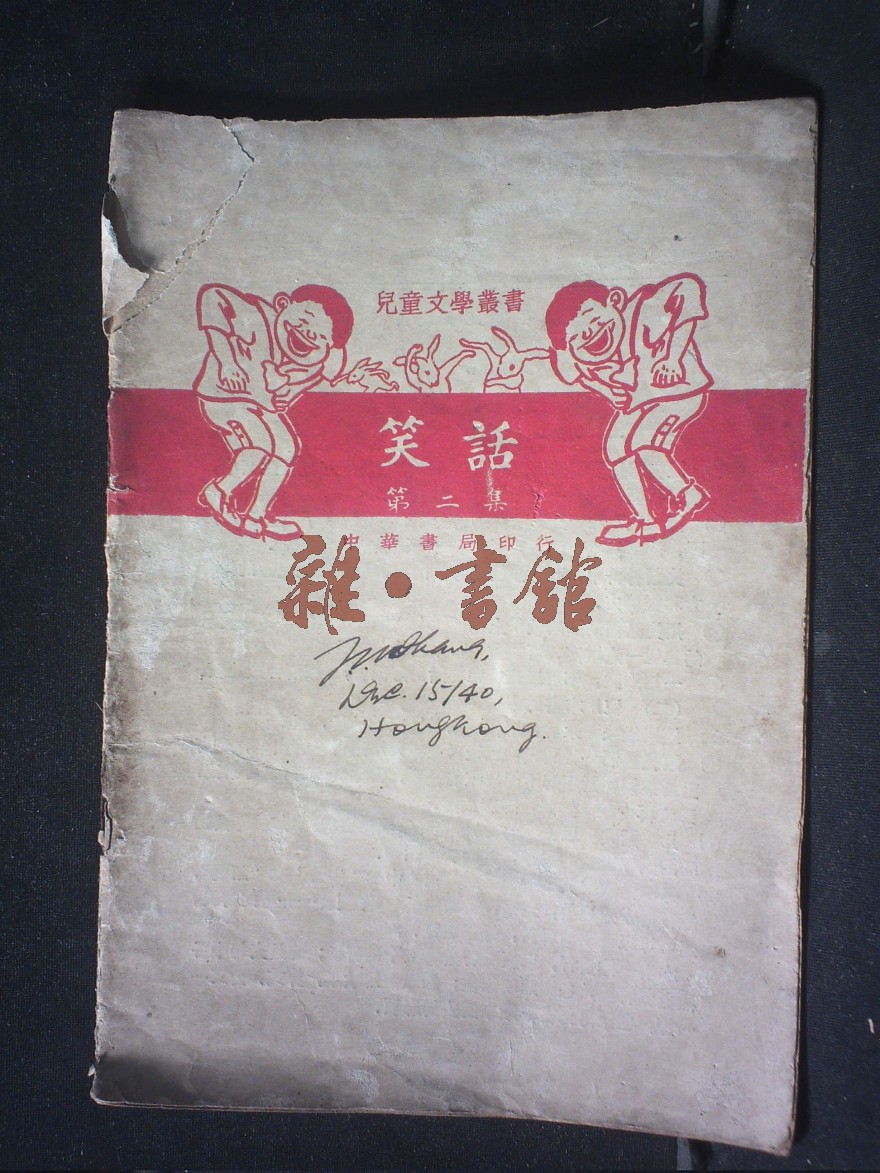 兒童文學叢書
笑話
第二集
中華書局印行
雜·書館
Dec. 15/40,
Hongkong.